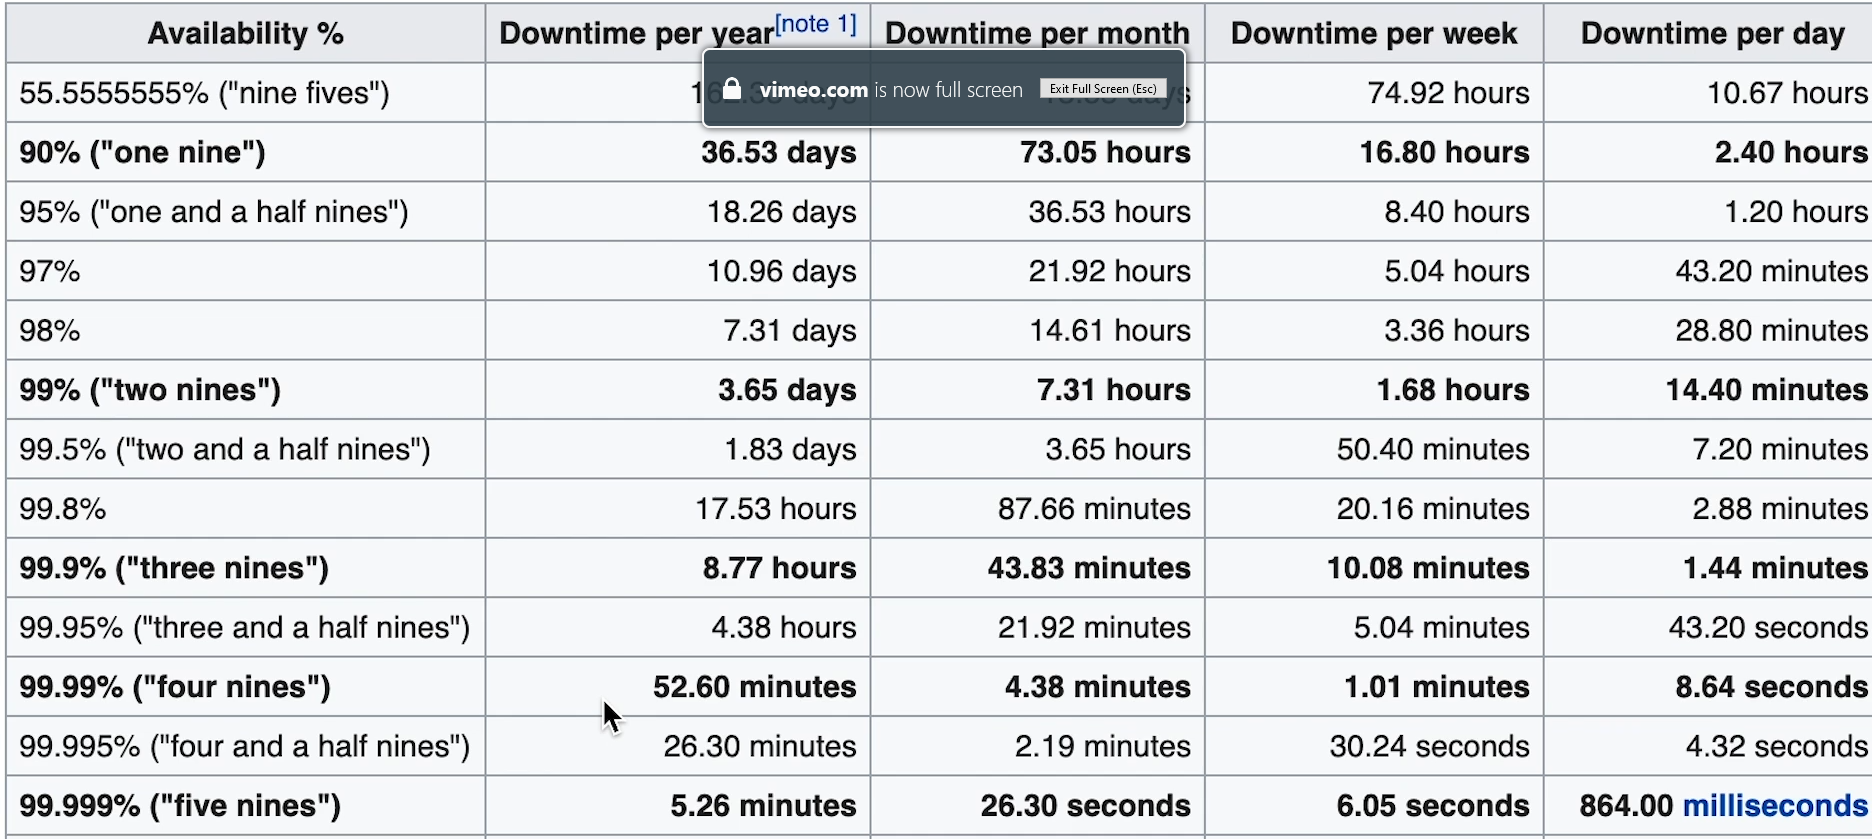 Availability % Downtime per year[note 1] Downtime per month Downtime per week Downtime per day
vimeo.com is now full screen Exit Full Screen (Esc)
55.5555555% ("nine fives") 74.92 hours 10.67 hours
90% ("one nine") 36.53 days 73.05 hours 16.80 hours 2.40 hours
95% ("one and a half nines") 18.26 days 36.53 hours 8.40 hours 1.20 hours
97% 10.96 days 21.92 hours 5.04 hours 43.20 minutes
98% 7.31 days 14.61 hours 3.36 hours 28.80 minutes
99% ("two nines") 3.65 days 7.31 hours 1.68 hours 14.40 minutes
99.5% ("two and a half nines") 1.83 days 3.65 hours 50.40 minutes 7.20 minutes
99.8% 17.53 hours 87.66 minutes 20.16 minutes 2.88 minutes
99.9% ("three nines") 8.77 hours 43.83 minutes 10.08 minutes 1.44 minutes
99.95% ("three and a half nines") 4.38 hours 21.92 minutes 5.04 minutes 43.20 seconds
99.99% ("four nines") 52.60 minutes 4.38 minutes 1.01 minutes 8.64 seconds
99.995% ("four and a half nines") 26.30 minutes 2.19 minutes 30.24 seconds 4.32 seconds
99.999% ("five nines") 5.26 minutes 26.30 seconds 6.05 seconds 864.00 milliseconds